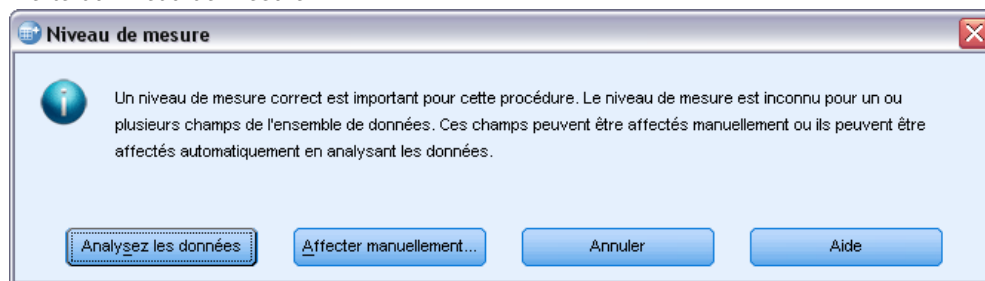 Niveau de mesure
Un niveau de mesure correct est important pour cette procédure. Le niveau de mesure est inconnu pour un ou
plusieurs champs de l'ensemble de données. Ces champs peuvent être affectés manuellement ou ils peuvent être
affectés automatiquement en analysant les données.
Analysez les données
Affecter manuellement...
Annuler
Aide